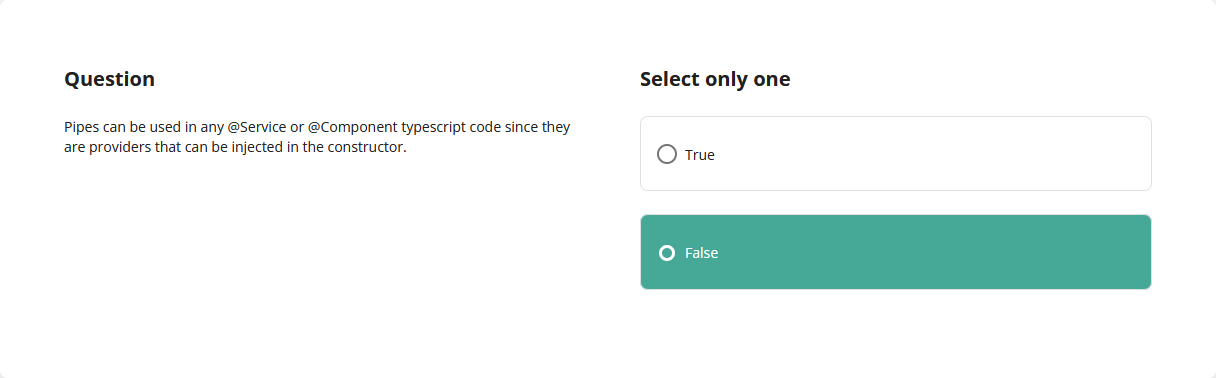 Question
Pipes can be used in any @Service or @Component typescript code since they
are providers that can be injected in the constructor.
Select only one
True
False